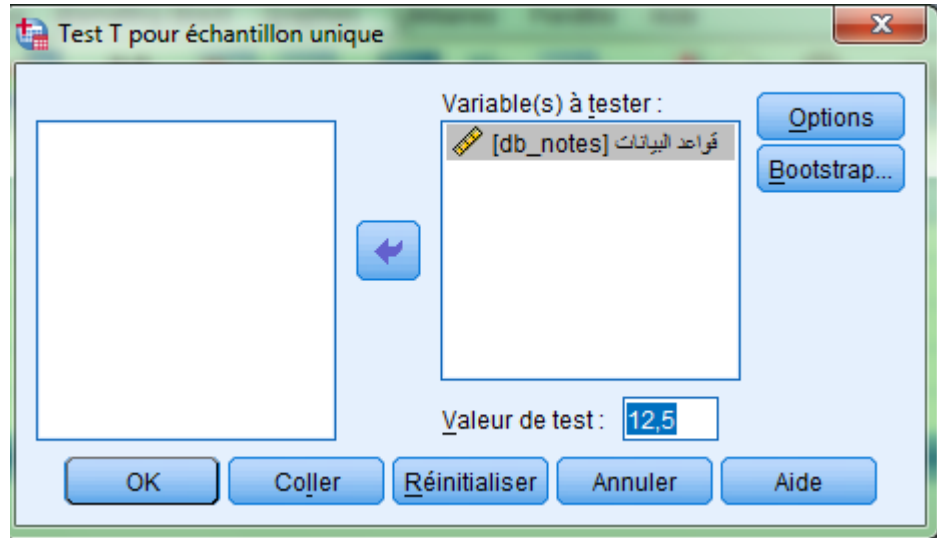 Test T pour échantillon unique
Variable(s) à tester :
قواعد البيانات [db_notes]
Options
Bootstrap...
Valeur de test : 12,5
OK Coller Réinitialiser Annuler Aide